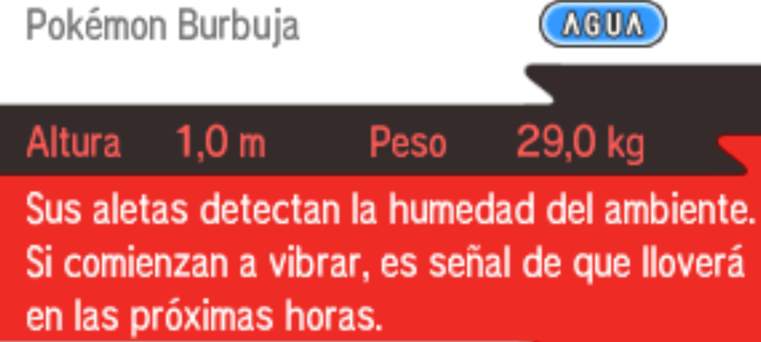 Pokémon Burbuja AGUA
Altura 1,0 m Peso 29,0 kg
Sus aletas detectan la humedad del ambiente.
Si comienzan a vibrar, es señal de que lloverá
en las próximas horas.